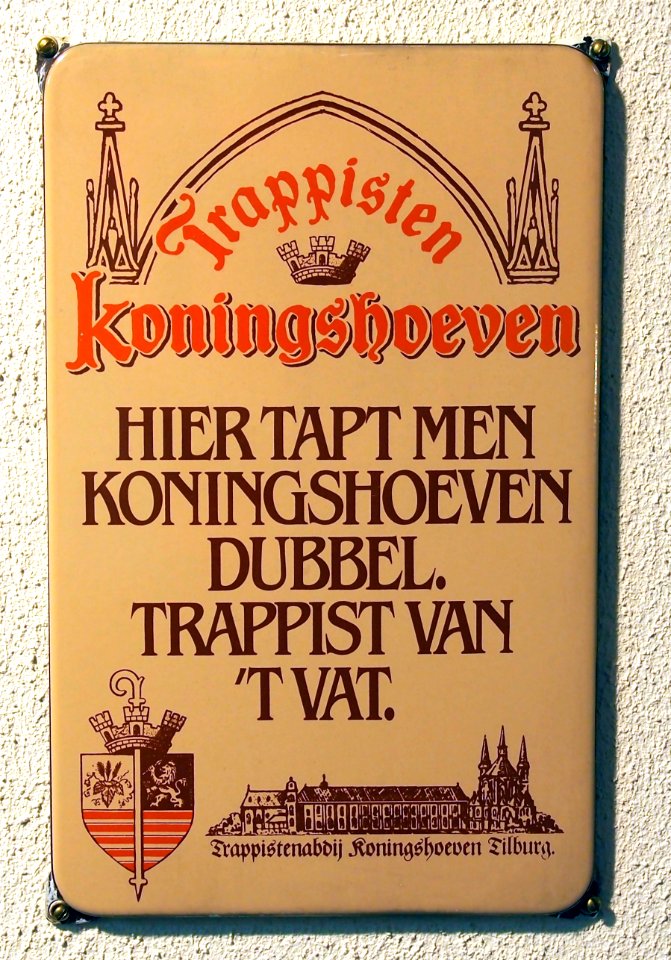 Trappisten
Koningshoeven
HIER TAPT MEN
KONINGSHOEVEN
DUBBEL.
TRAPPIST VAN
'T VAT.
Trappistenabdij Koningshoeven Tilburg.